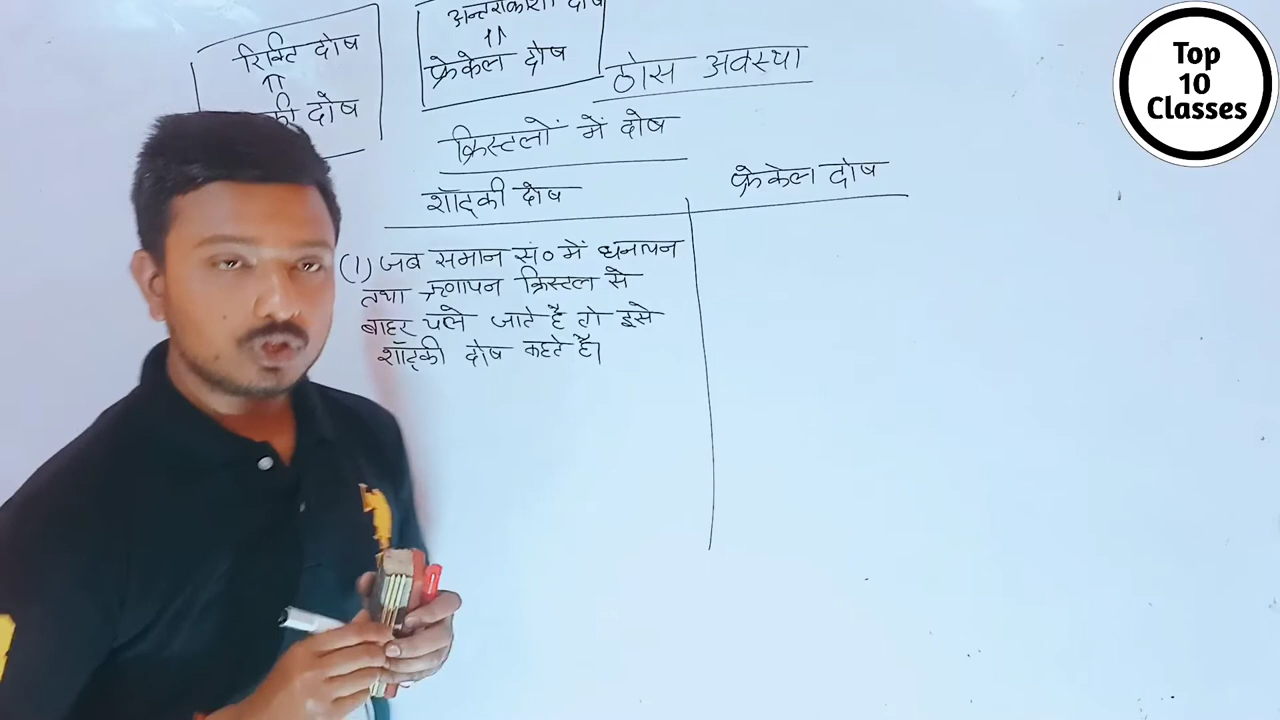 रिक्ति दोष
⇑
की दोष
अन्तराकाशी दोष
⇑
फ्रेंकेल दोष
ठोस अवस्था
क्रिस्टलों में दोष
शॉट्की दोष
फ्रेंकेल दोष
(1) जब समान सं० में धनायन
तथा ऋणायन क्रिस्टल से
बाहर चले जाते है तो इसे
शॉट्की दोष कहते है।
Top
10
Classes